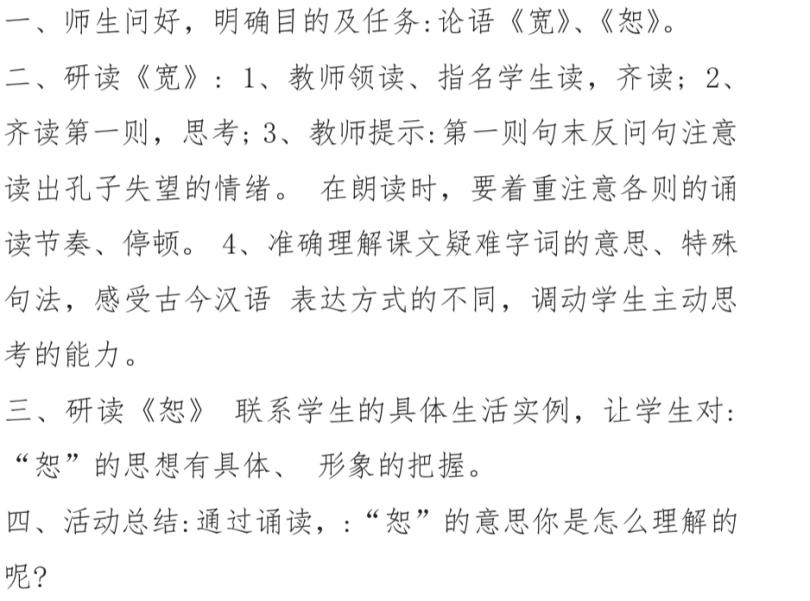 一、师生问好，明确目的及任务:论语《宽》、《恕》。
二、研读《宽》: 1、教师领读、指名学生读，齐读; 2、
齐读第一则，思考; 3、教师提示:第一则句末反问句注意
读出孔子失望的情绪。 在朗读时，要着重注意各则的诵
读节奏、停顿。 4、准确理解课文疑难字词的意思、特殊
句法，感受古今汉语 表达方式的不同，调动学生主动思
考的能力。
三、研读《恕》 联系学生的具体生活实例，让学生对:
“恕”的思想有具体、 形象的把握。
四、活动总结:通过诵读，:“恕”的意思你是怎么理解的
呢?